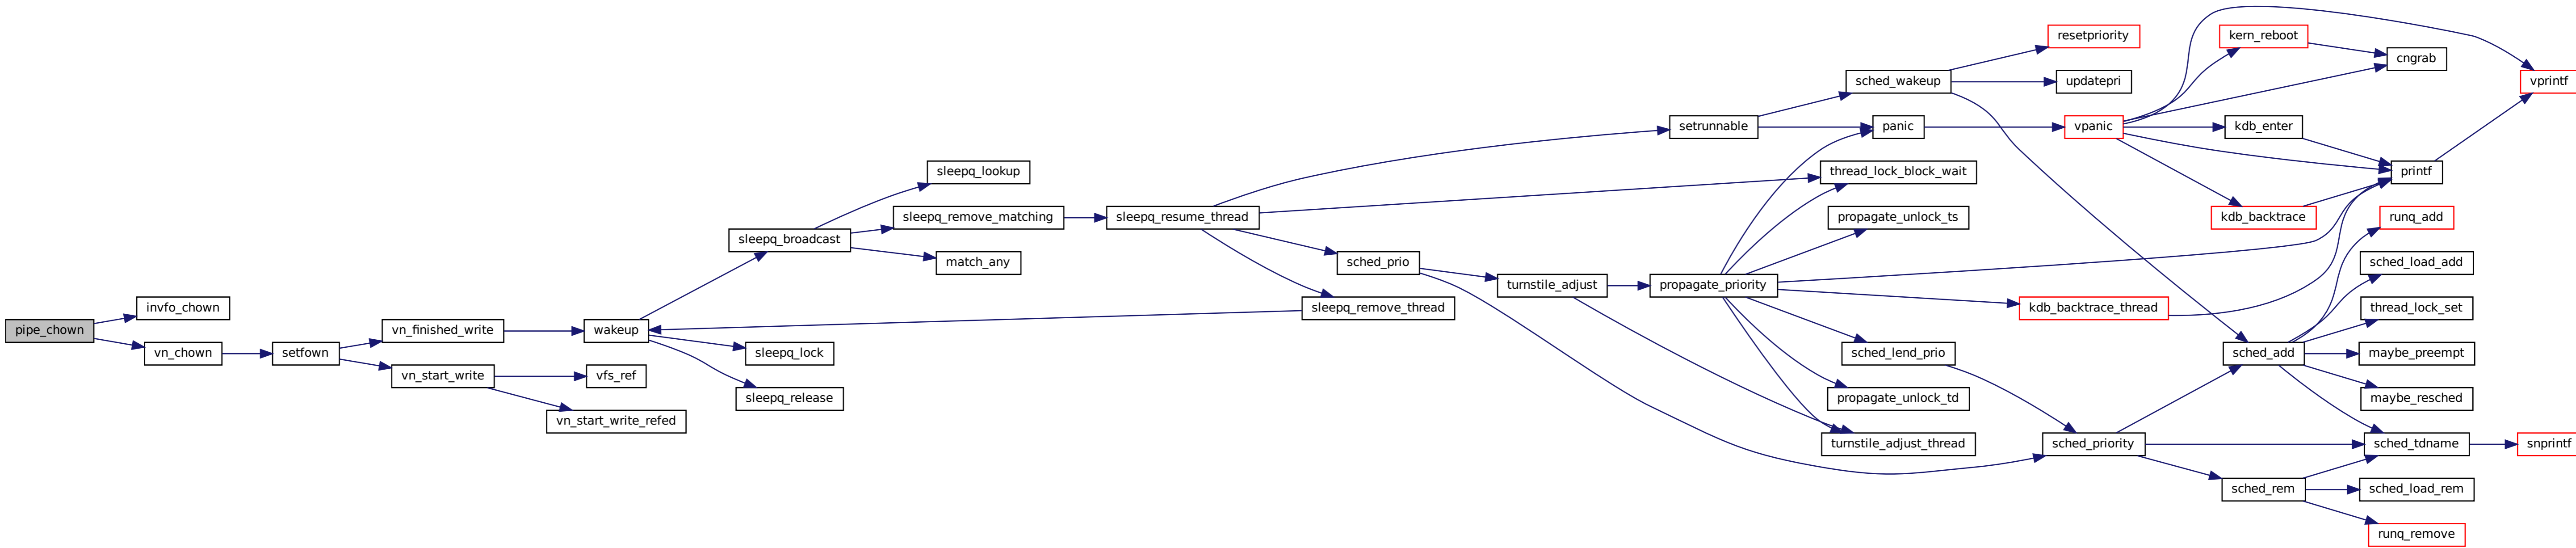 pipe_chown
invfo_chown
vn_chown
setfown
vn_finished_write
vn_start_write
wakeup
vfs_ref
vn_start_write_refed
sleepq_broadcast
sleepq_lock
sleepq_release
sleepq_lookup
sleepq_remove_matching
match_any
sleepq_resume_thread
sched_prio
sleepq_remove_thread
turnstile_adjust
setrunnable
propagate_priority
sched_wakeup
panic
thread_lock_block_wait
propagate_unlock_ts
sched_lend_prio
propagate_unlock_td
turnstile_adjust_thread
resetpriority
updatepri
vpanic
kdb_backtrace_thread
sched_priority
kern_reboot
kdb_enter
kdb_backtrace
sched_add
sched_rem
cngrab
printf
runq_add
sched_load_add
thread_lock_set
maybe_preempt
maybe_resched
sched_tdname
sched_load_rem
runq_remove
vprintf
snprintf